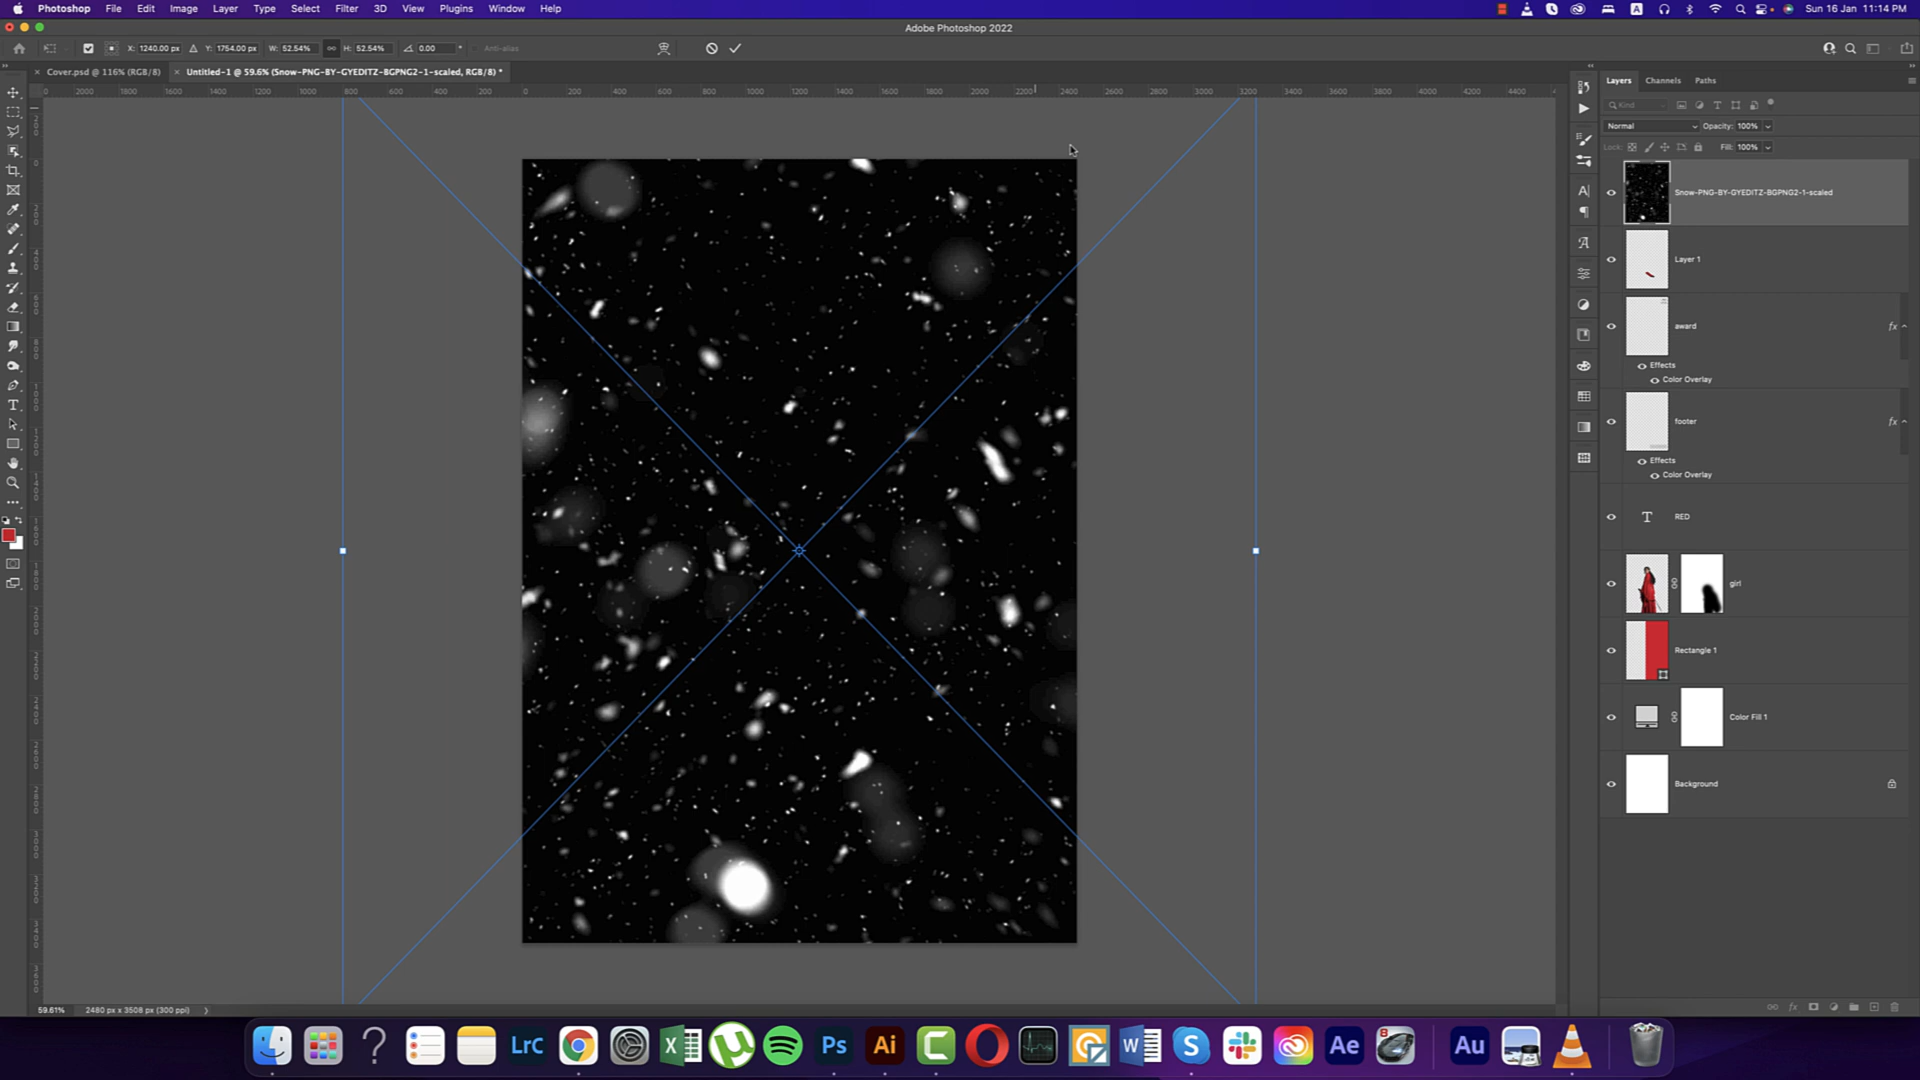 Photoshop File Edit Image Layer Type Select Filter 3D View Plugins Window Help
Sun 16 Jan 11:14 PM
Adobe Photoshop 2022
X: 1240.00 px Y: 1754.00 px W: 52.54% H: 52.54% 0.00 Anti-alias
Cover.psd @ 116% (RGB/8) Untitled-1 @ 59.6% (Snow-PNG-BY-GYEDITZ-BGPNG2-1-scaled, RGB/8) *
Layers Channels Paths
Kind
Normal Opacity: 100%
Lock: Fill: 100%
Snow-PNG-BY-GYEDITZ-BGPNG2-1-scaled
Layer 1
award fx
Effects
Color Overlay
footer fx
Effects
Color Overlay
T RED
girl
Rectangle 1
Color Fill 1
Background
59.61% 2480 px x 3508 px (300 ppi)
LrC Ps Ai W Ae Au